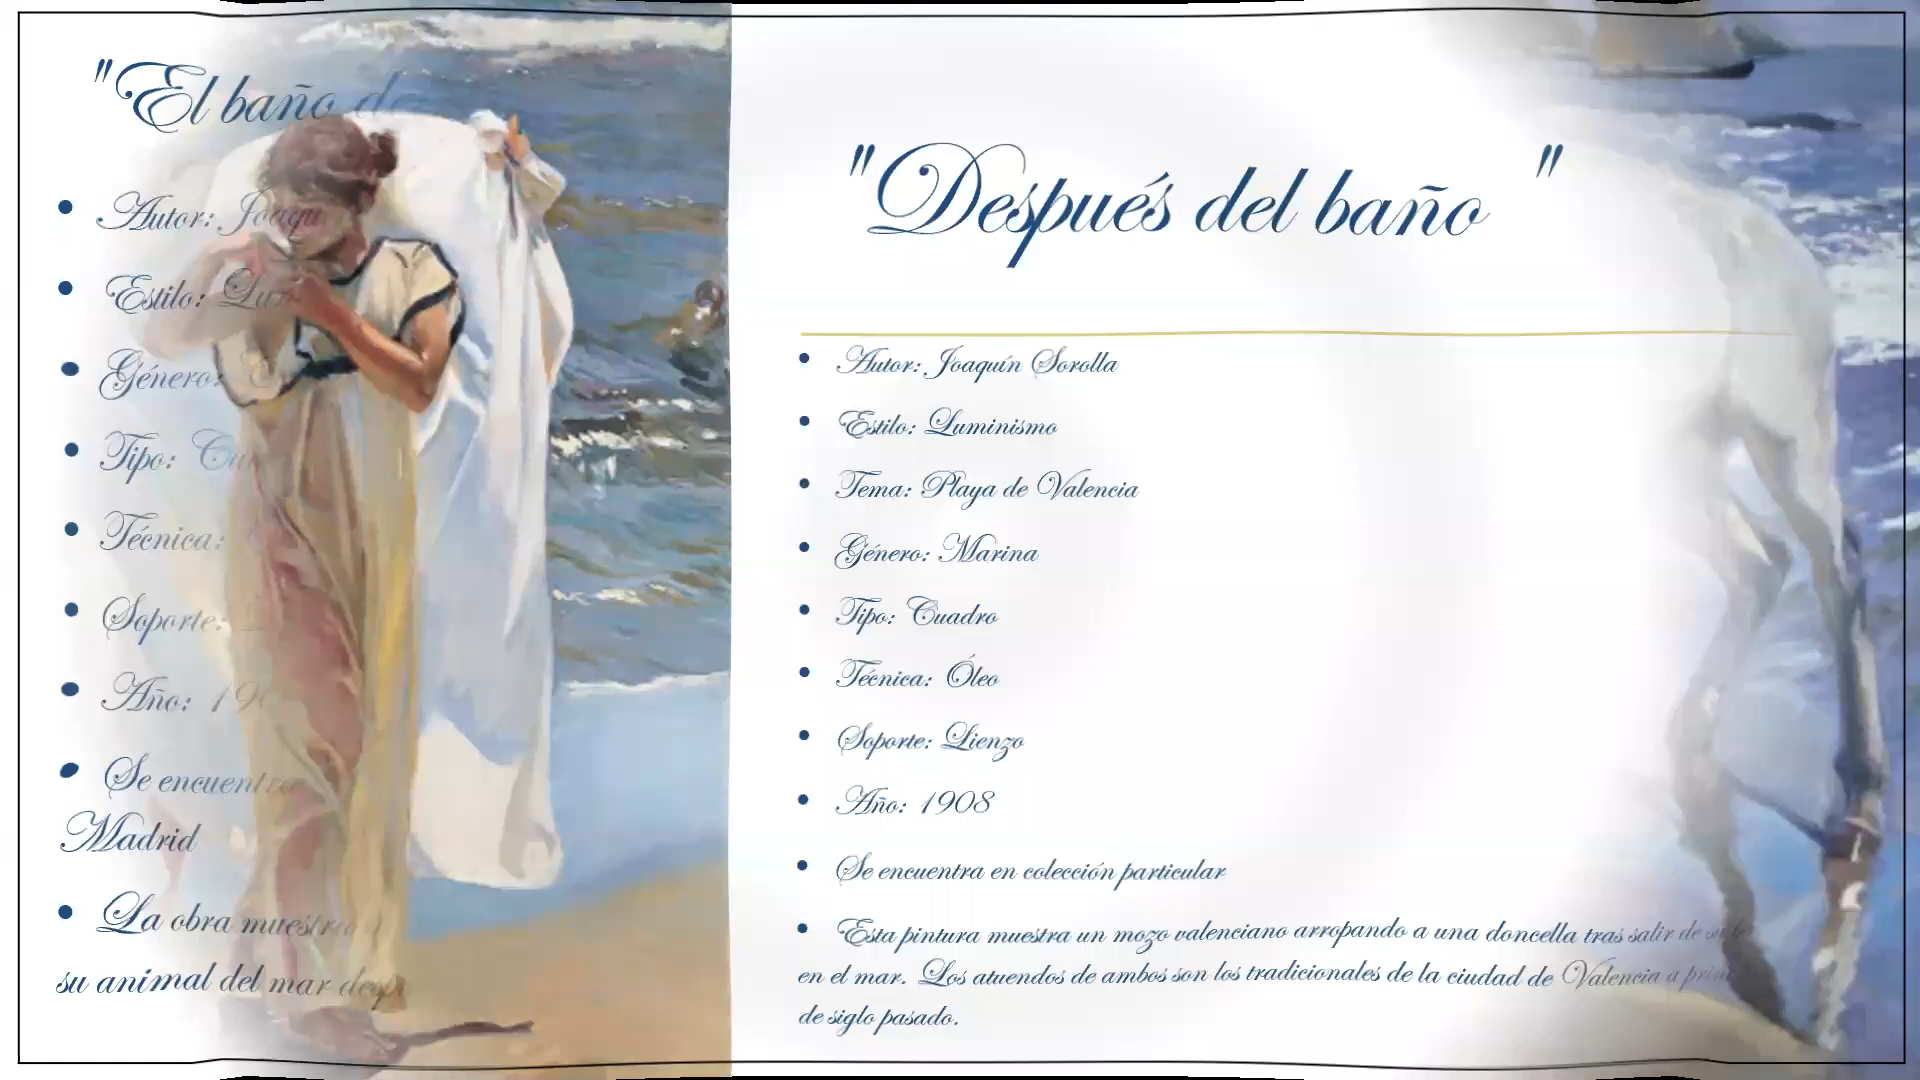 "El baño de
Autor: Joaqu
Estilo: Lum
Género:
Tipo: Cu
Técnica:
Soporte:
Año: 190
Se encuentra
Madrid
La obra muestra
su animal del mar desp
"Después del baño "
Autor: Joaquín Sorolla
Estilo: Luminismo
Tema: Playa de Valencia
Género: Marina
Tipo: Cuadro
Técnica: Óleo
Soporte: Lienzo
Año: 1908
Se encuentra en colección particular
Esta pintura muestra un mozo valenciano arropando a una doncella tras salir de su
en el mar. Los atuendos de ambos son los tradicionales de la ciudad de Valencia a prin
de siglo pasado.